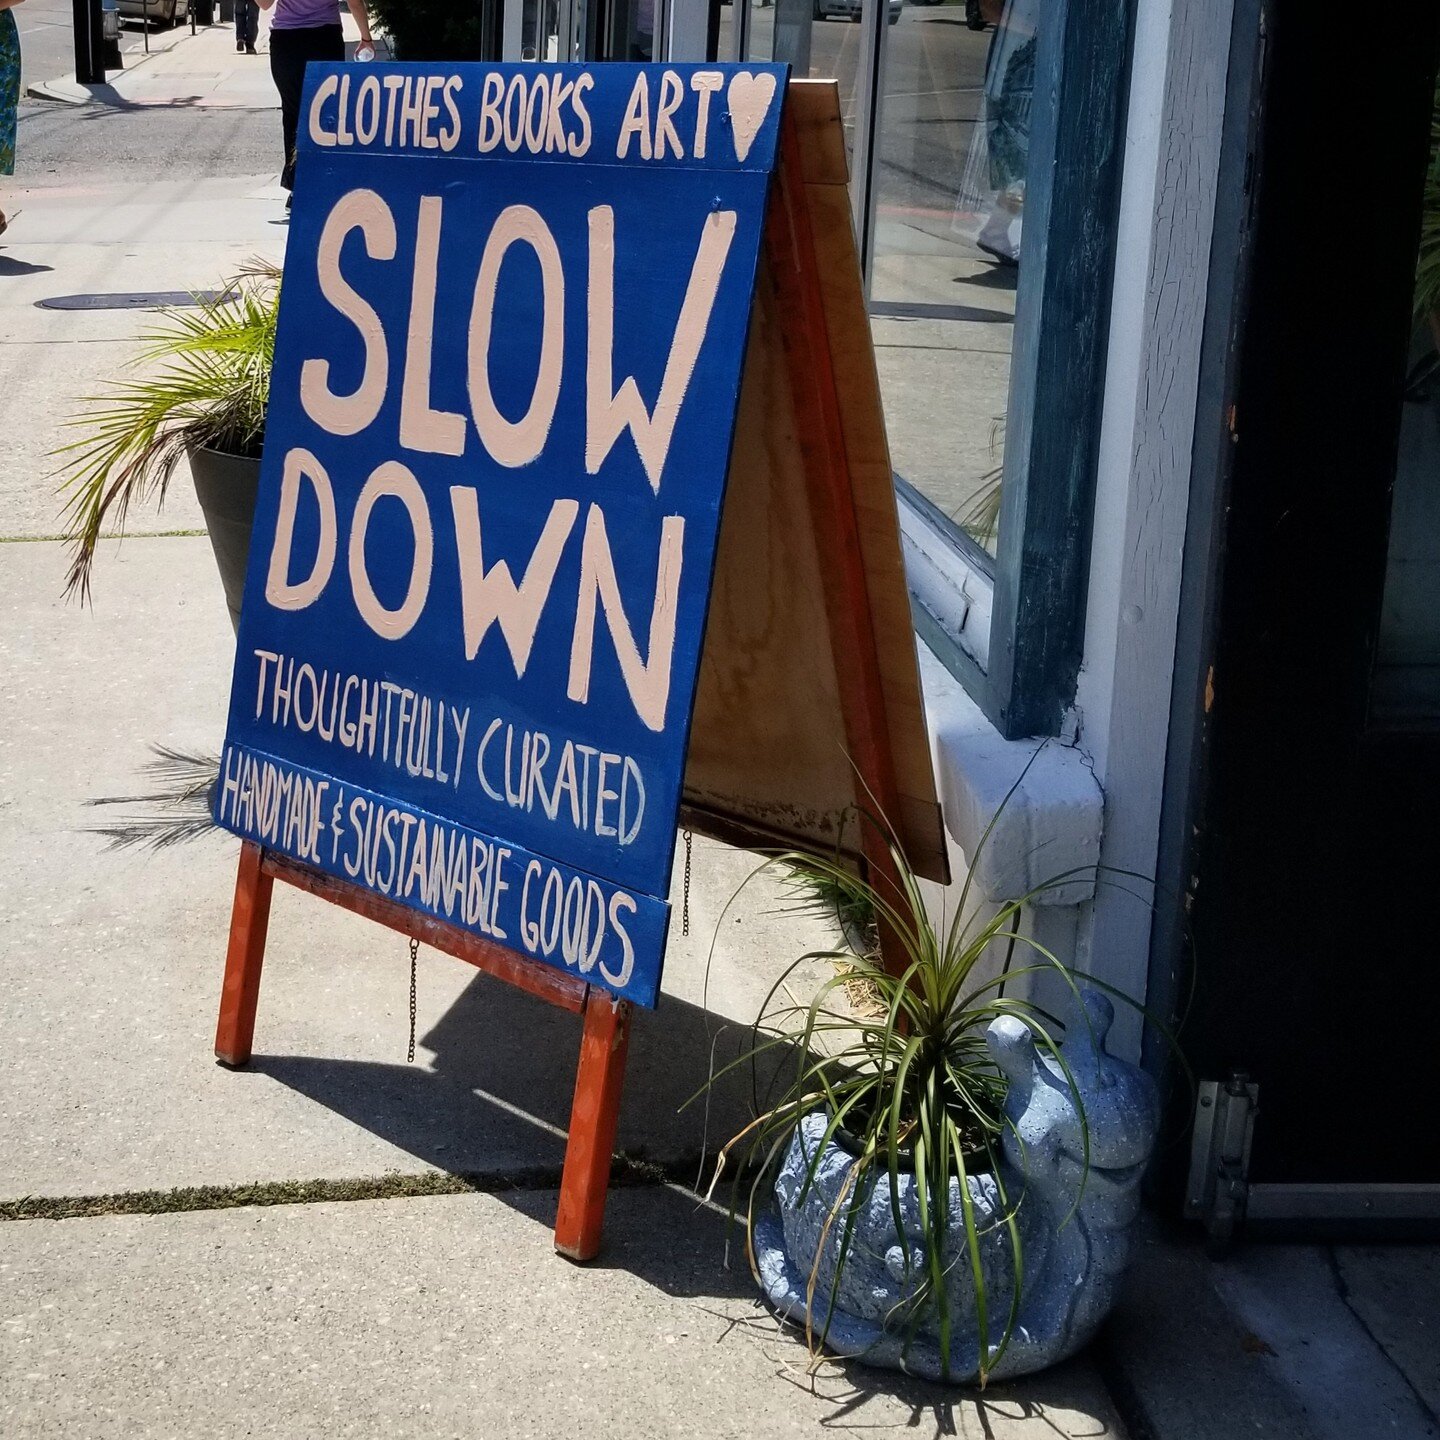 CLOTHES BOOKS ART
SLOW
DOWN
THOUGHTFULLY CURATED
HANDMADE & SUSTAINABLE GOODS